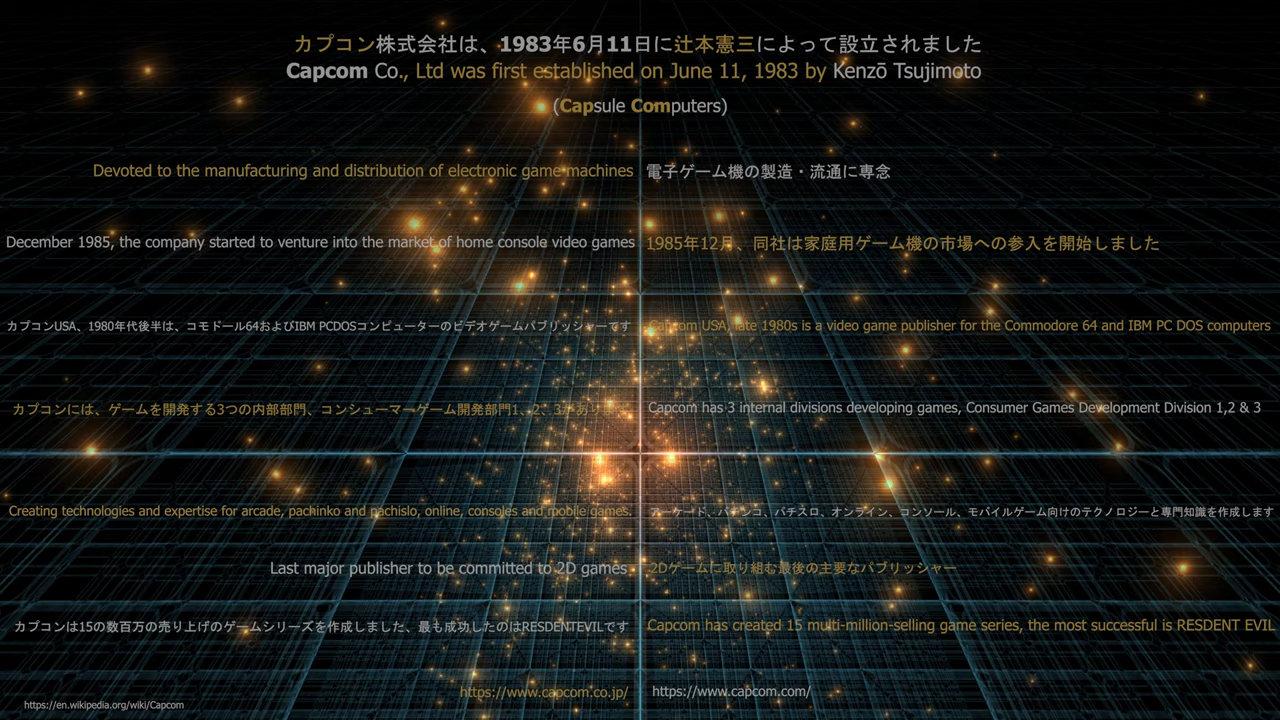 カプコン株式会社は、1983年6月11日に辻本憲三によって設立されました
Capcom Co., Ltd was first established on June 11, 1983 by Kenzō Tsujimoto
(Capsule Computers)
Devoted to the manufacturing and distribution of electronic game machines
電子ゲーム機の製造・流通に専念
December 1985, the company started to venture into the market of home console video games
1985年12月、同社は家庭用ゲーム機の市場への参入を開始しました
カプコンUSA、1980年代後半は、コモドール64およびIBM PCDOSコンピューターのビデオゲームパブリッシャーです
Capcom USA, late 1980s is a video game publisher for the Commodore 64 and IBM PC DOS computers
カプコンには、ゲームを開発する3つの内部部門、コンシューマーゲーム開発部門1、2、3があります
Capcom has 3 internal divisions developing games, Consumer Games Development Division 1,2 & 3
Creating technologies and expertise for arcade, pachinko and pachislo, online, consoles and mobile games.
アーケード、パチンコ、パチスロ、オンライン、コンソール、モバイルゲーム向けのテクノロジーと専門知識を作成します
Last major publisher to be committed to 2D games
2Dゲームに取り組む最後の主要なパブリッシャー
カプコンは15の数百万の売り上げのゲームシリーズを作成しました、最も成功したのはRESDENTEVILです
Capcom has created 15 multi-million-selling game series, the most successful is RESDENT EVIL
https://www.capcom.co.jp/
https://www.capcom.com/
https://en.wikipedia.org/wiki/Capcom